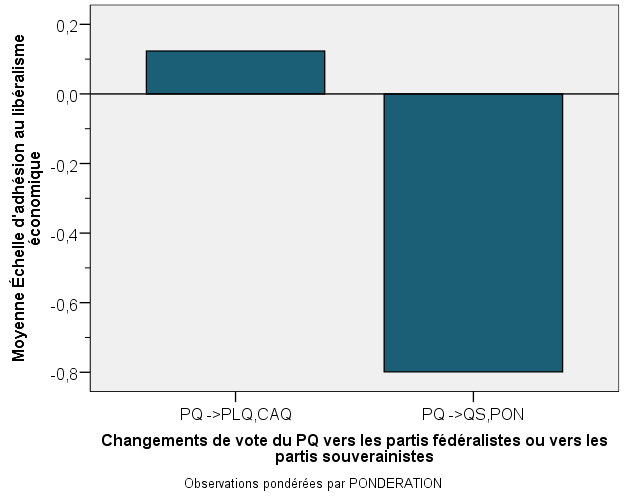 Moyenne Échelle d'adhésion au libéralisme
économique
0,2
0,0
-0,2
-0,4
-0,6
-0,8
PQ ->PLQ,CAQ
PQ ->QS,PON
Changements de vote du PQ vers les partis fédéralistes ou vers les
partis souverainistes
Observations pondérées par PONDERATION